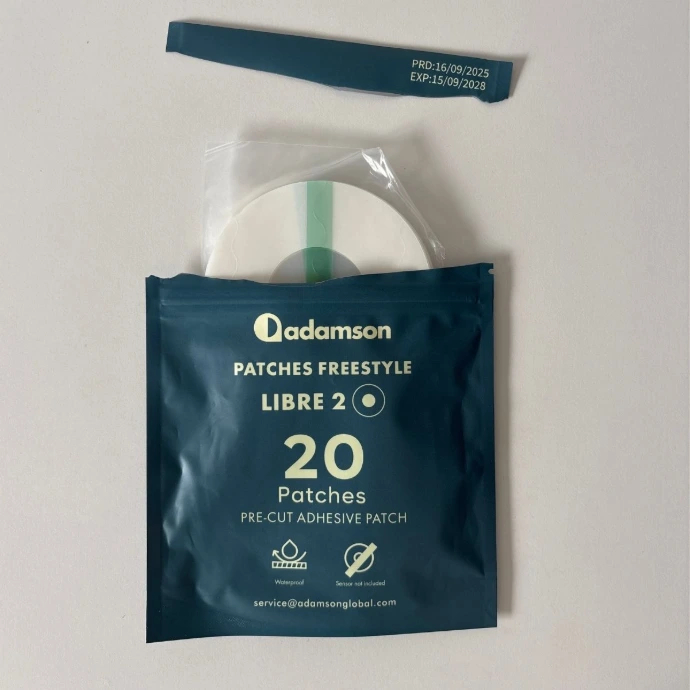 PRD:16/09/2025
EXP:15/09/2028
adamson
PATCHES FREESTYLE
LIBRE 2
20
Patches
PRE-CUT ADHESIVE PATCH
Waterproof
Sensor not included
service@adamsonglobal.com